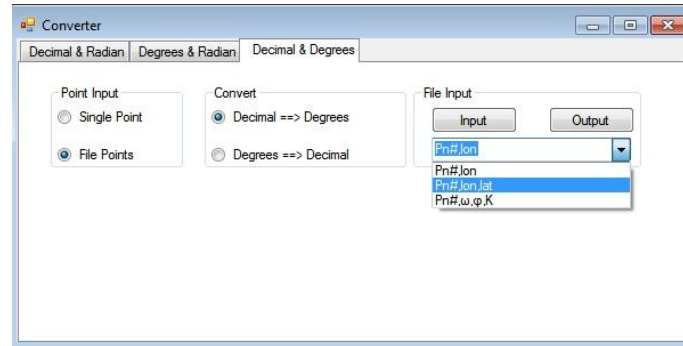 Converter
Decimal & Radian Degrees & Radian Decimal & Degrees
Point Input
Single Point
File Points
Convert
Decimal ==> Degrees
Degrees ==> Decimal
File Input
Input Output
Pn#,lon
Pn#,lon
Pn#,lon,lat
Pn#,ω,φ,K